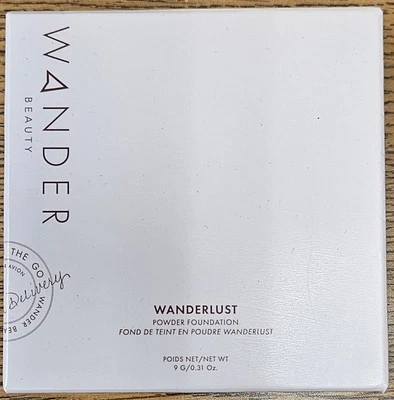 WANDER
BEAUTY
THE GO
WANDER
BEA
AVION
Delivery
WANDERLUST
POWDER FOUNDATION
FOND DE TEINT EN POUDRE WANDERLUST
POIDS NET/NET WT
9 G/0.31 Oz.